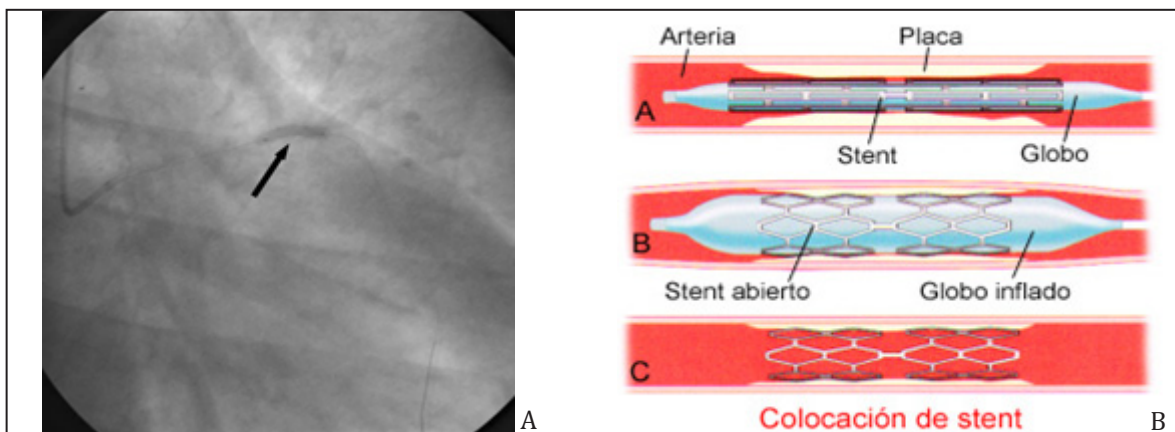 Arteria Placa
A
Stent Globo
B
Stent abierto Globo inflado
C
Colocación de stent
A
B